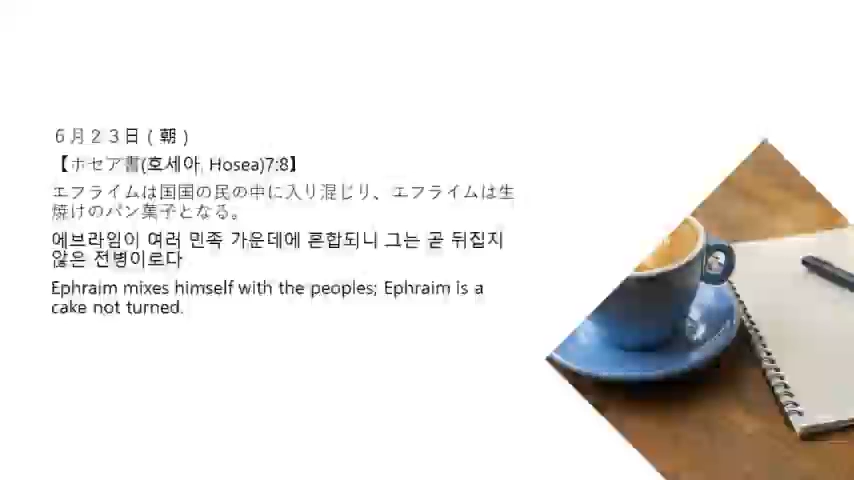 ６月２３日（朝）
【ホセア書(호세아, Hosea)7:8】
エフライムは国国の民の中に入り混じり、エフライムは生
焼けのパン菓子となる。
에브라임이 여러 민족 가운데에 혼합되니 그는 곧 뒤집지
않은 전병이로다
Ephraim mixes himself with the peoples; Ephraim is a
cake not turned.